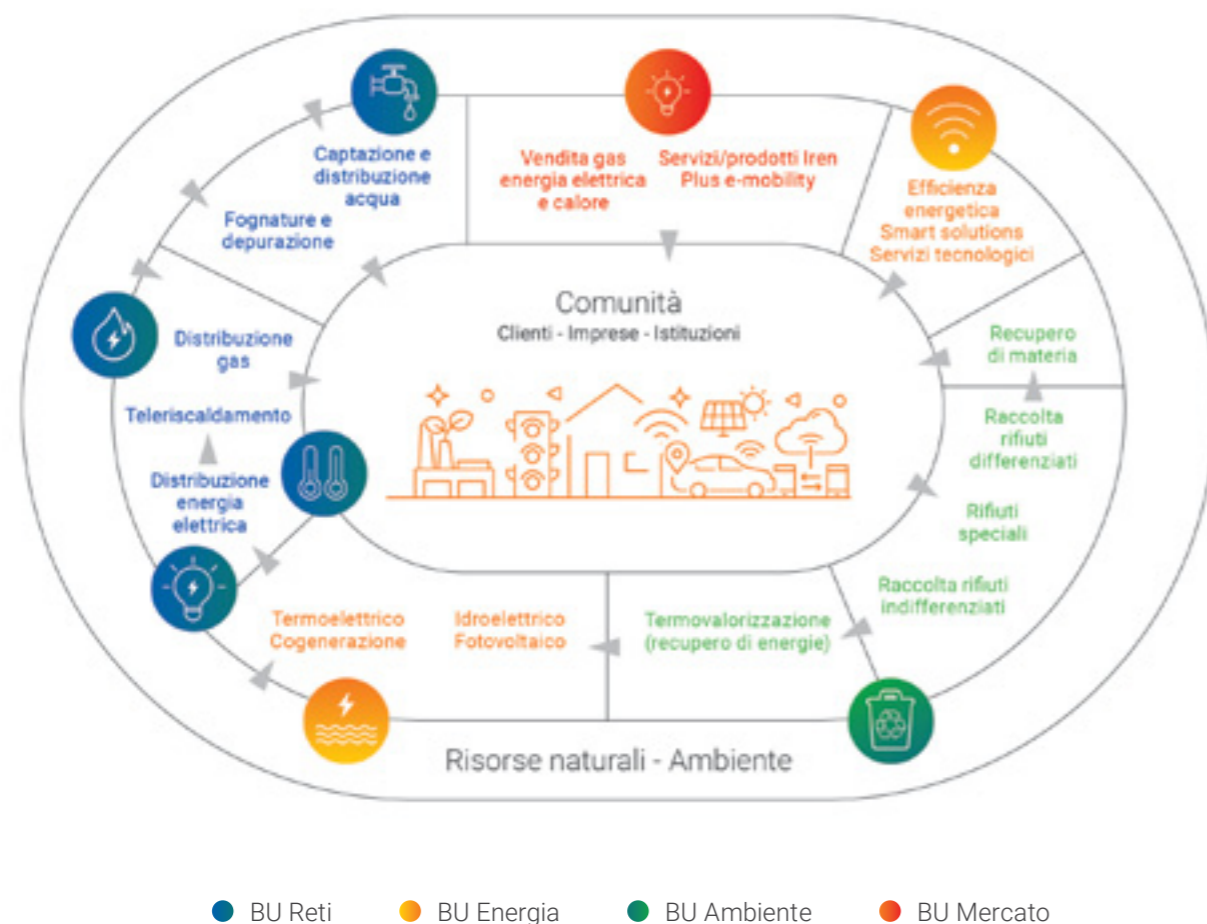 Captazione e
distribuzione
acqua
Fognature e
depurazione
Vendita gas
energia elettrica
e calore
Servizi/prodotti Iren
Plus e-mobility
Efficienza
energetica
Smart solutions
Servizi tecnologici
Comunità
Clienti - Imprese - Istituzioni
Distribuzione
gas
Teleriscaldamento
Distribuzione
energia
elettrica
Recupero
di materia
Raccolta
rifiuti
differenziati
Rifiuti
speciali
Raccolta rifiuti
indifferenziati
Termoelettrico
Cogenerazione
Idroelettrico
Fotovoltaico
Termovalorizzazione
(recupero di energie)
Risorse naturali - Ambiente
BU Reti
BU Energia
BU Ambiente
BU Mercato